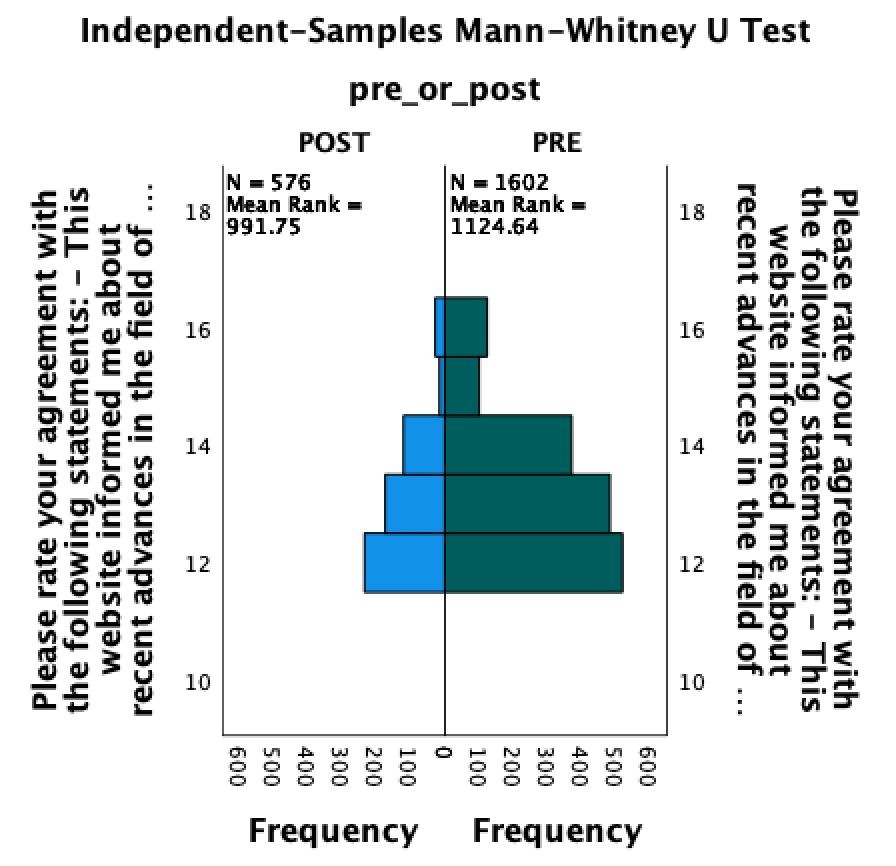 Independent-Samples Mann-Whitney U Test
pre_or_post
POST
PRE
N = 576
Mean Rank =
991.75
N = 1602
Mean Rank =
1124.64
Please rate your agreement with
the following statements: - This
website informed me about
recent advances in the field of ...
18
16
14
12
10
18
16
14
12
10
Please rate your agreement with
the following statements: - This
website informed me about
recent advances in the field of ...
600
500
400
300
200
100
0
100
200
300
400
500
600
Frequency
Frequency